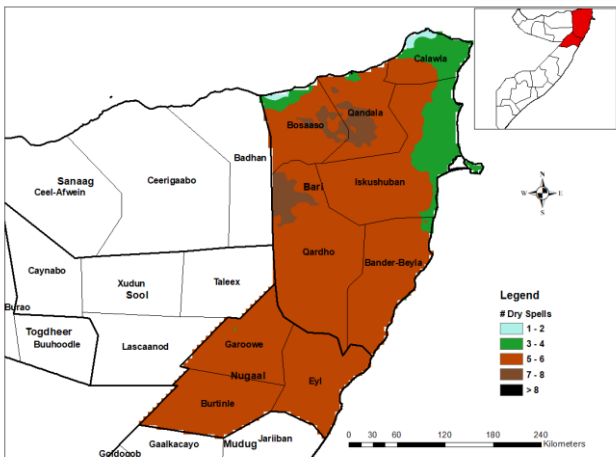 Calawla
Qandala
Bosaaso
Badhan
Sanaag
Ceel-Afwein
Ceerigaabo
Bari
Iskushuban
Qardho
Bander-Beyla
Caynabo
Xudun
Sool
Taleex
Burao
Togdheer
Buuhoodle
Lascaanod
Garoowe
Nugaal
Eyl
Burtinle
Gaalkacayo
Mudug
Jariiban
Goldogob
N
W E
S
Legend
# Dry Spells
1 - 2
3 - 4
5 - 6
7 - 8
> 8
0 30 60 120 180 240
Kilometers